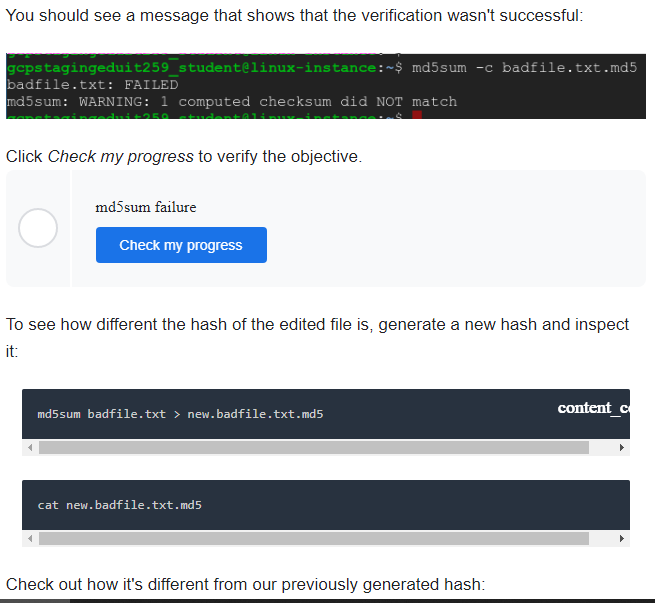 You should see a message that shows that the verification wasn't successful:
gcpstagingeduit259_student@linux-instance:~$ md5sum -c badfile.txt.md5
badfile.txt: FAILED
md5sum: WARNING: 1 computed checksum did NOT match
gcpstagingeduit259_student@linux-instance:~$
Click Check my progress to verify the objective.
md5sum failure
Check my progress
To see how different the hash of the edited file is, generate a new hash and inspect
it:
content_c
md5sum badfile.txt > new.badfile.txt.md5
cat new.badfile.txt.md5
Check out how it's different from our previously generated hash: